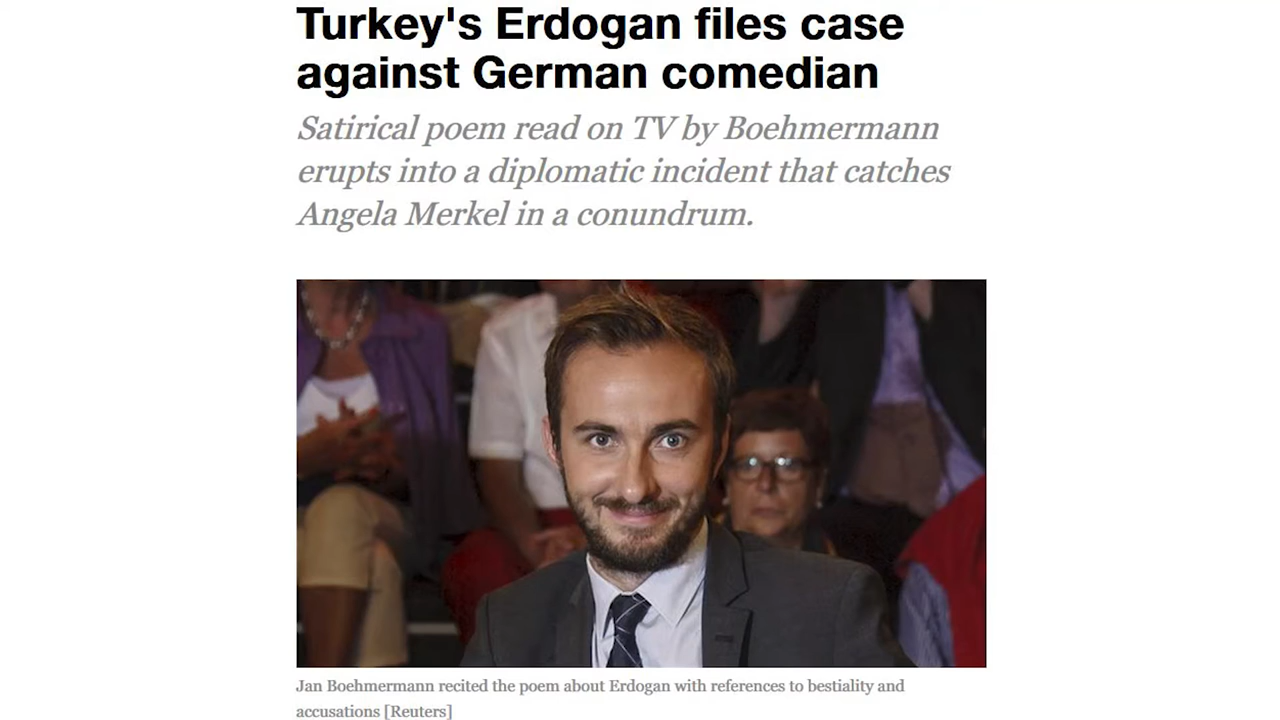 Turkey's Erdogan files case
against German comedian
Satirical poem read on TV by Boehmermann
erupts into a diplomatic incident that catches
Angela Merkel in a conundrum.
Jan Boehmermann recited the poem about Erdogan with references to bestiality and
accusations [Reuters]